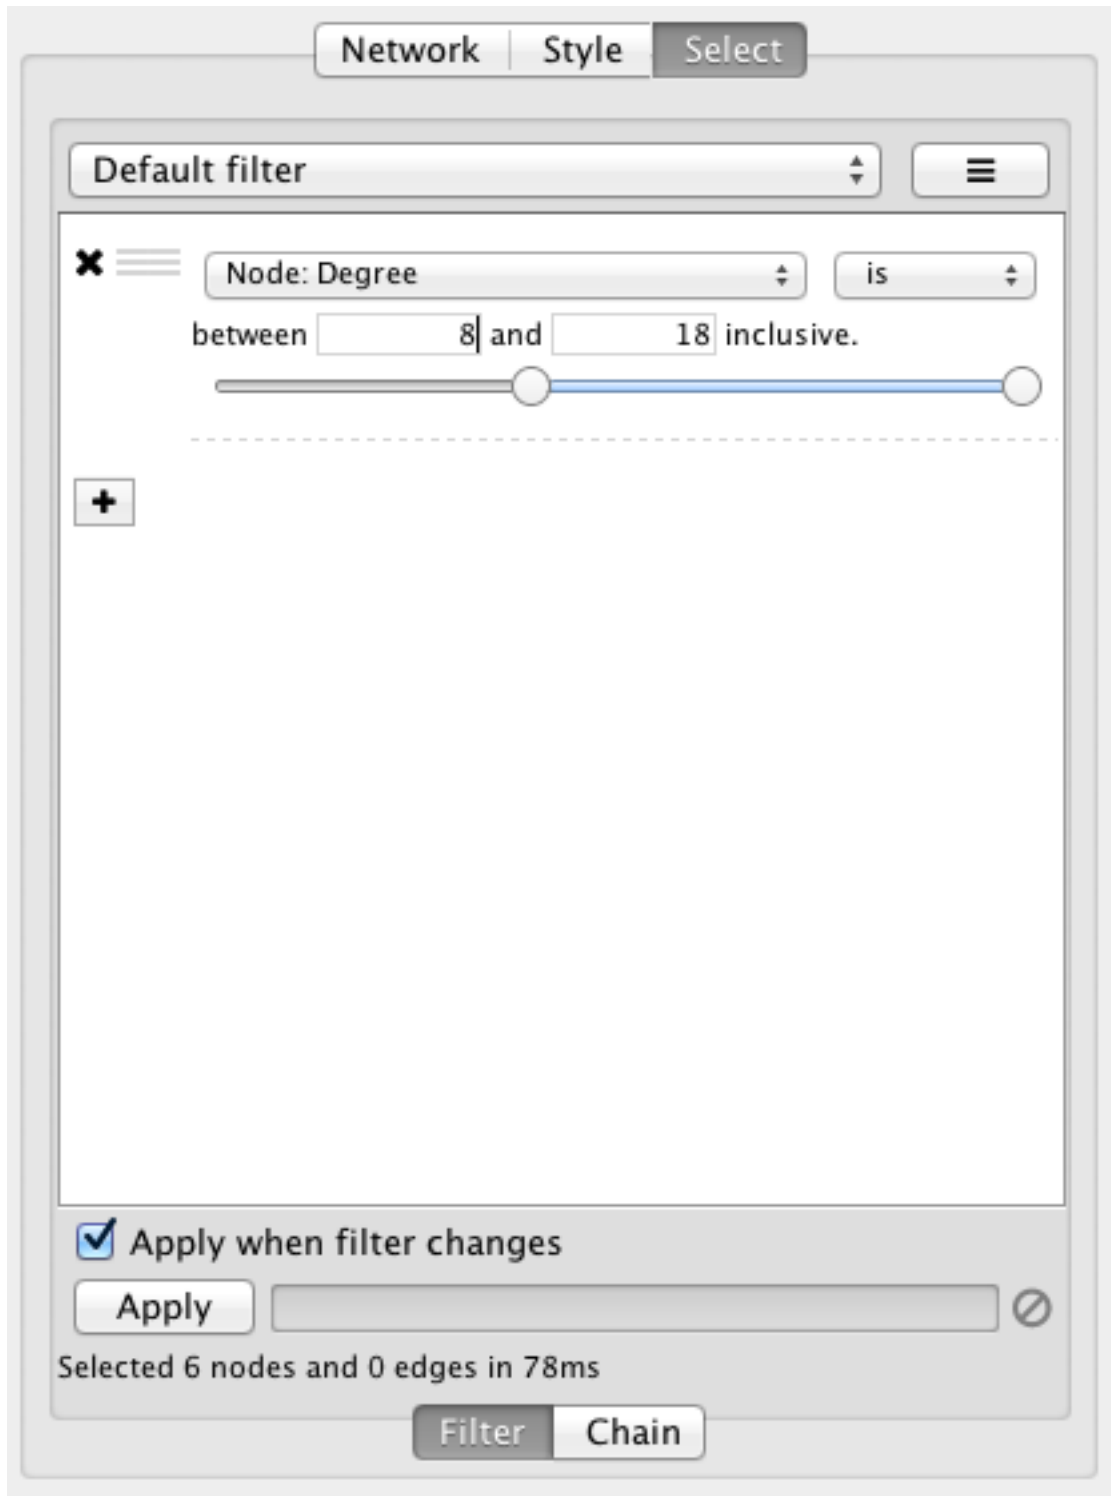 Network Style Select
Default filter
Node: Degree is
between 8 and 18 inclusive.
Apply when filter changes
Apply
Selected 6 nodes and 0 edges in 78ms
Filter Chain